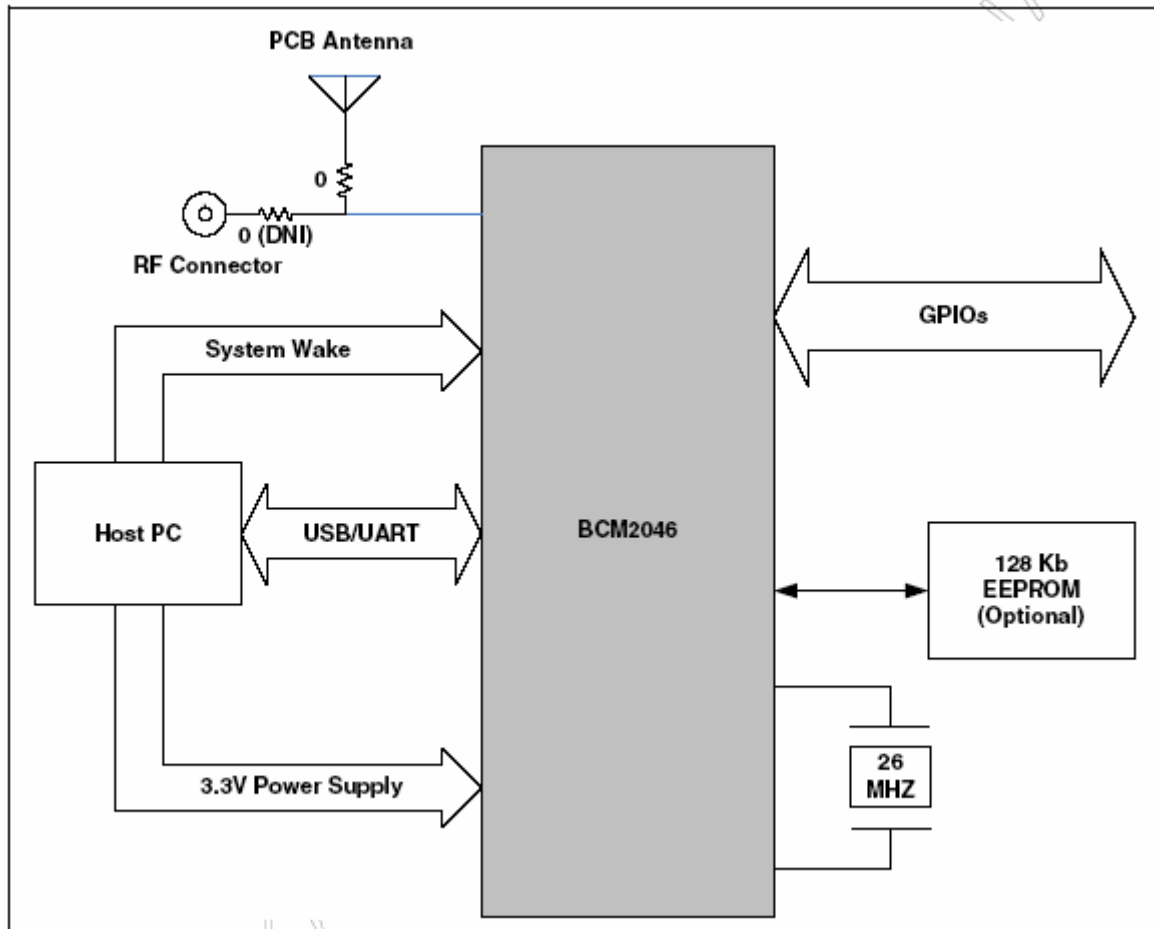 PCB Antenna
0
0 (DNI)
RF Connector
System Wake
GPIOs
Host PC
USB/UART
BCM2046
128 Kb
EEPROM
(Optional)
3.3V Power Supply
26
MHZ